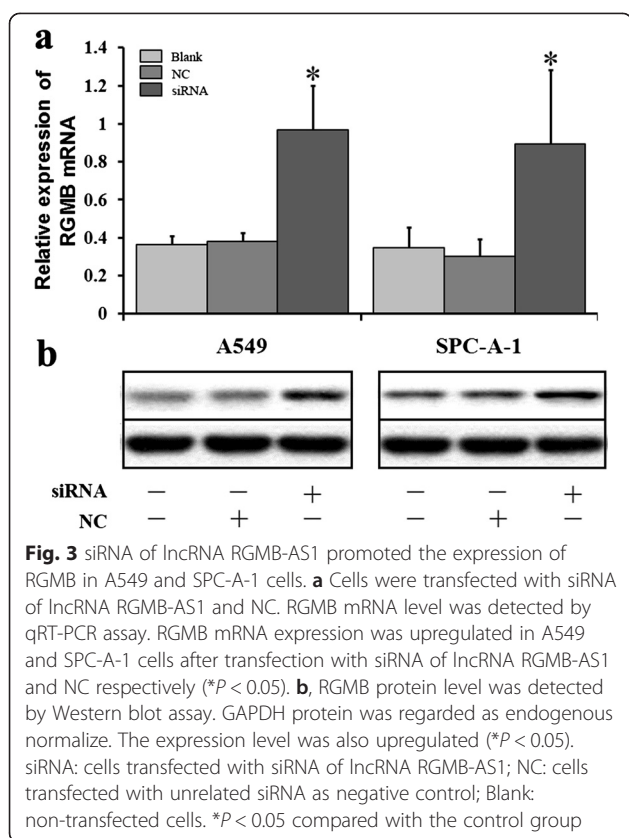 a
Relative expression of
RGMB mRNA
1.4
1.2
1
0.8
0.6
0.4
0.2
0
Blank
NC
siRNA
*
*
A549
SPC-A-1
b
siRNA — — + — — +
NC — + — — + —
Fig. 3 siRNA of lncRNA RGMB-AS1 promoted the expression of
RGMB in A549 and SPC-A-1 cells. a Cells were transfected with siRNA
of lncRNA RGMB-AS1 and NC. RGMB mRNA level was detected by
qRT-PCR assay. RGMB mRNA expression was upregulated in A549
and SPC-A-1 cells after transfection with siRNA of lncRNA RGMB-AS1
and NC respectively (*P < 0.05). b, RGMB protein level was detected
by Western blot assay. GAPDH protein was regarded as endogenous
normalize. The expression level was also upregulated (*P < 0.05).
siRNA: cells transfected with siRNA of lncRNA RGMB-AS1; NC: cells
transfected with unrelated siRNA as negative control; Blank:
non-transfected cells. *P < 0.05 compared with the control group